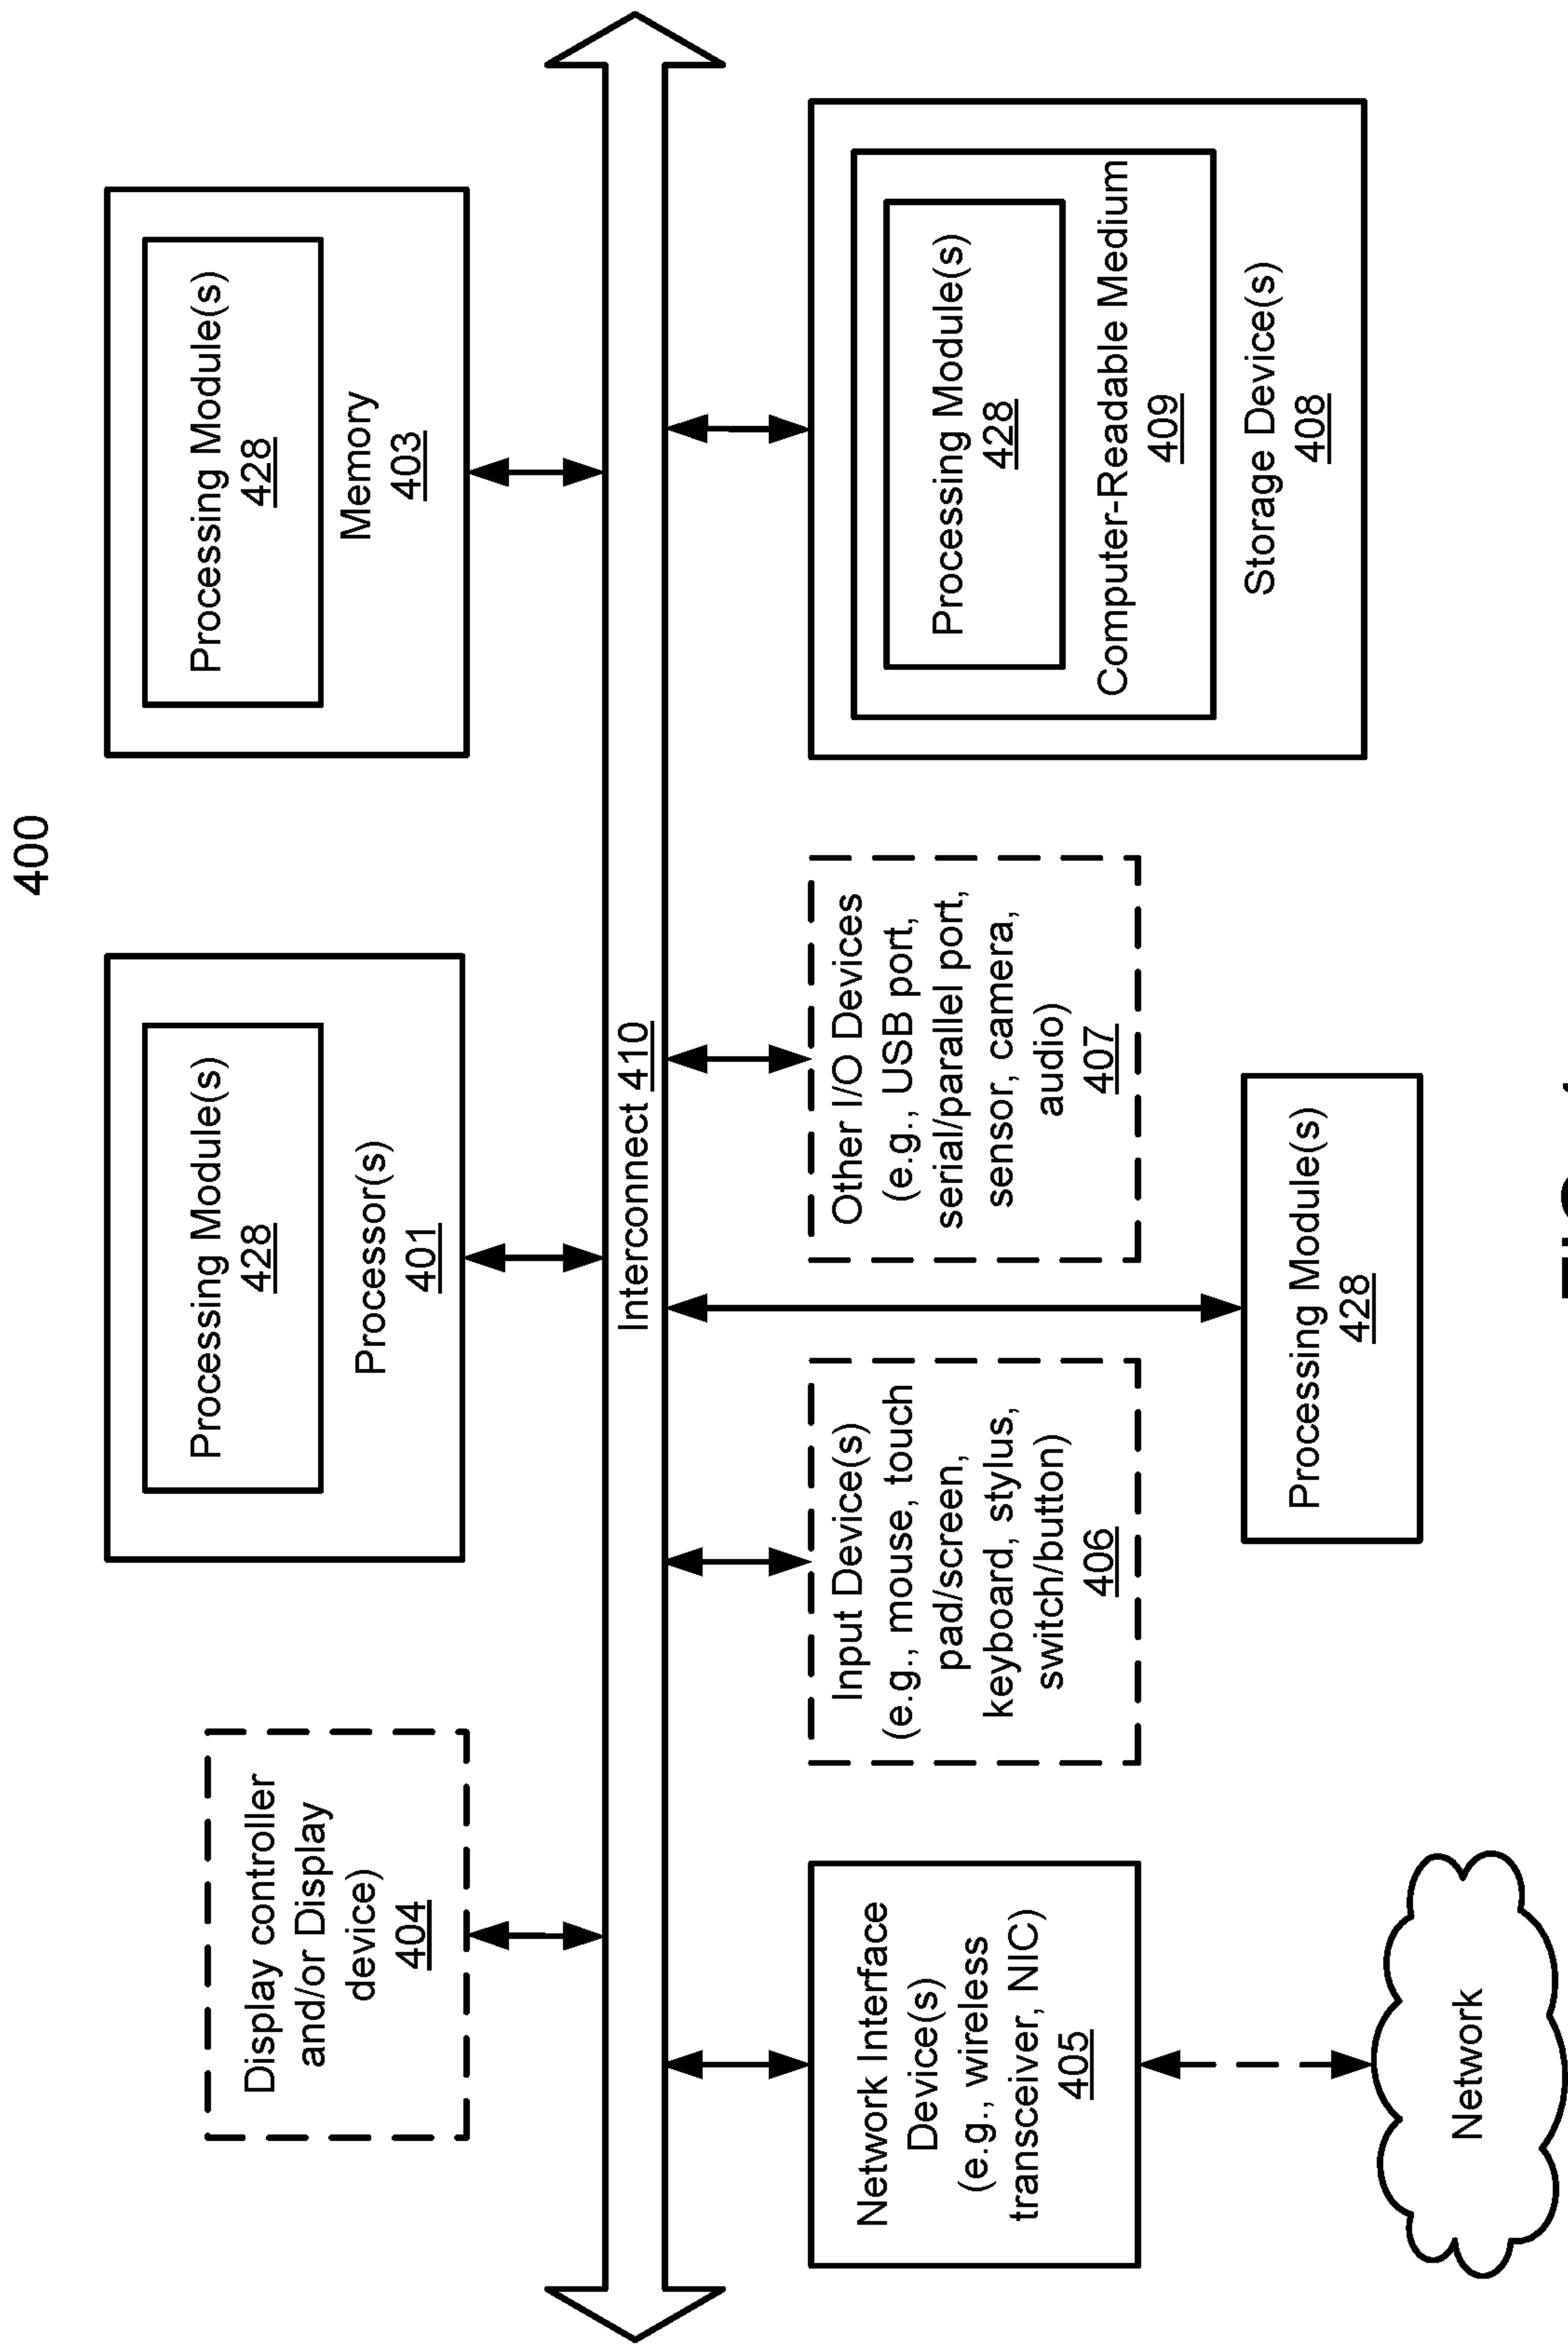 400
Display controller
and/or Display
device)
404
Processing Module(s)
428
Processor(s)
401
Processing Module(s)
428
Memory
403
Interconnect 410
Network Interface
Device(s)
(e.g., wireless
transceiver, NIC)
405
Input Device(s)
(e.g., mouse, touch
pad/screen,
keyboard, stylus,
switch/button)
406
Other I/O Devices
(e.g., USB port,
serial/parallel port,
sensor, camera,
audio)
407
Processing Module(s)
428
Computer-Readable Medium
409
Storage Device(s)
408
Processing Module(s)
428
Network